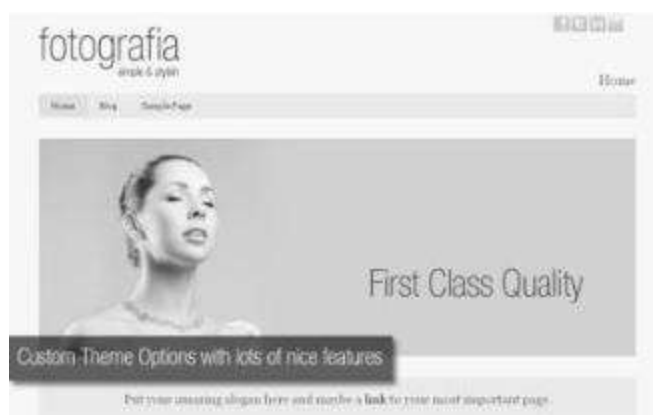 fotografia
simple & stylish
Home
Home Blog Sample Page
First Class Quality
Custom Theme Options with lots of nice features
Put your amazing slogan here and maybe a link to your most important page.